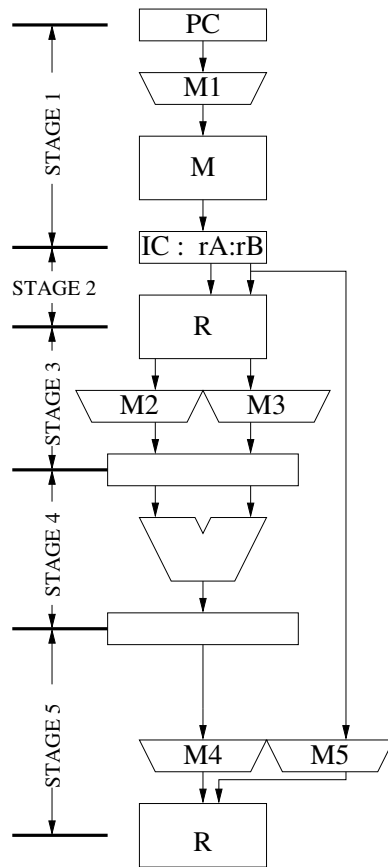 PC
M1
STAGE 1
M
IC : rA:rB
STAGE 2
R
STAGE 3
M2 M3
STAGE 4
STAGE 5
M4 M5
R